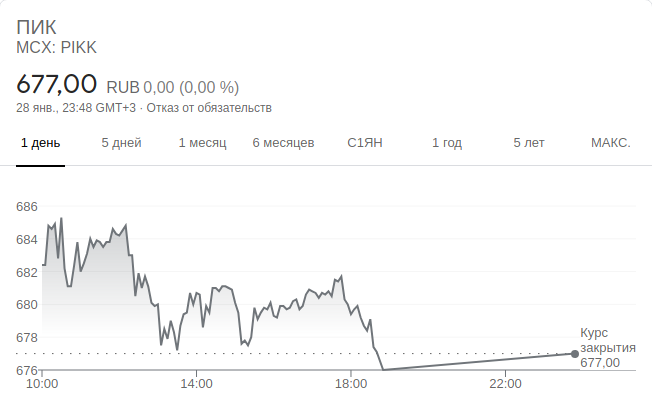 ПИК
MCX: PIKK
677,00 RUB 0,00 (0,00 %)
28 янв., 23:48 GMT+3 · Отказ от обязательств
1 день 5 дней 1 месяц 6 месяцев С1ЯН 1 год 5 лет МАКС.
686
684
682
680
678
Курс
закрытия
677,00
676
10:00 14:00 18:00 22:00